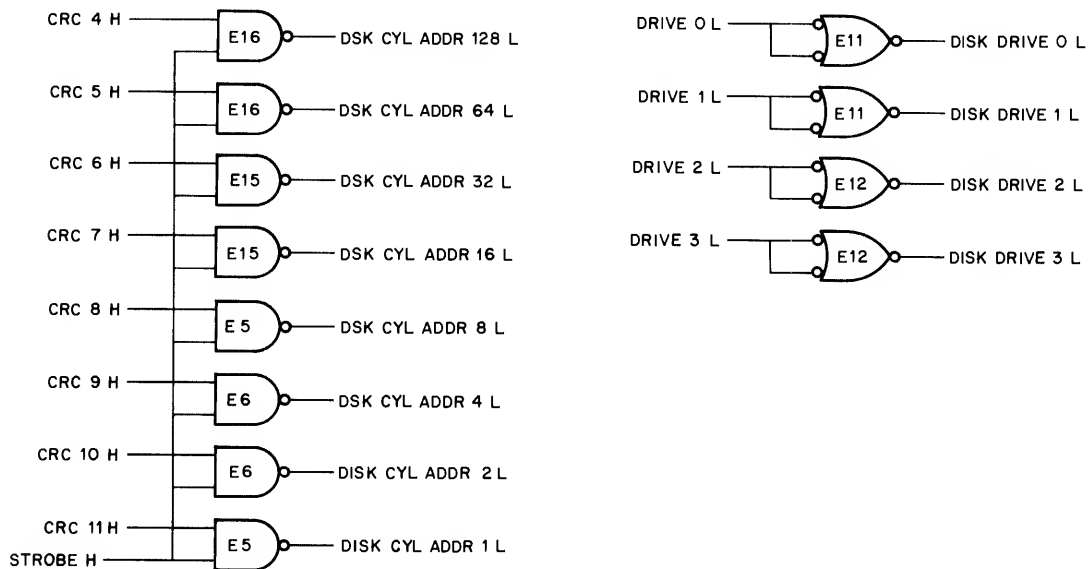 CRC 4 H
E16
DSK CYL ADDR 128 L
CRC 5 H
E16
DSK CYL ADDR 64 L
CRC 6 H
E15
DSK CYL ADDR 32 L
CRC 7 H
E15
DSK CYL ADDR 16 L
CRC 8 H
E5
DSK CYL ADDR 8 L
CRC 9 H
E6
DSK CYL ADDR 4 L
CRC 10 H
E6
DISK CYL ADDR 2 L
CRC 11 H
STROBE H
E5
DISK CYL ADDR 1 L
DRIVE 0 L
E11
DISK DRIVE 0 L
DRIVE 1 L
E11
DISK DRIVE 1 L
DRIVE 2 L
E12
DISK DRIVE 2 L
DRIVE 3 L
E12
DISK DRIVE 3 L